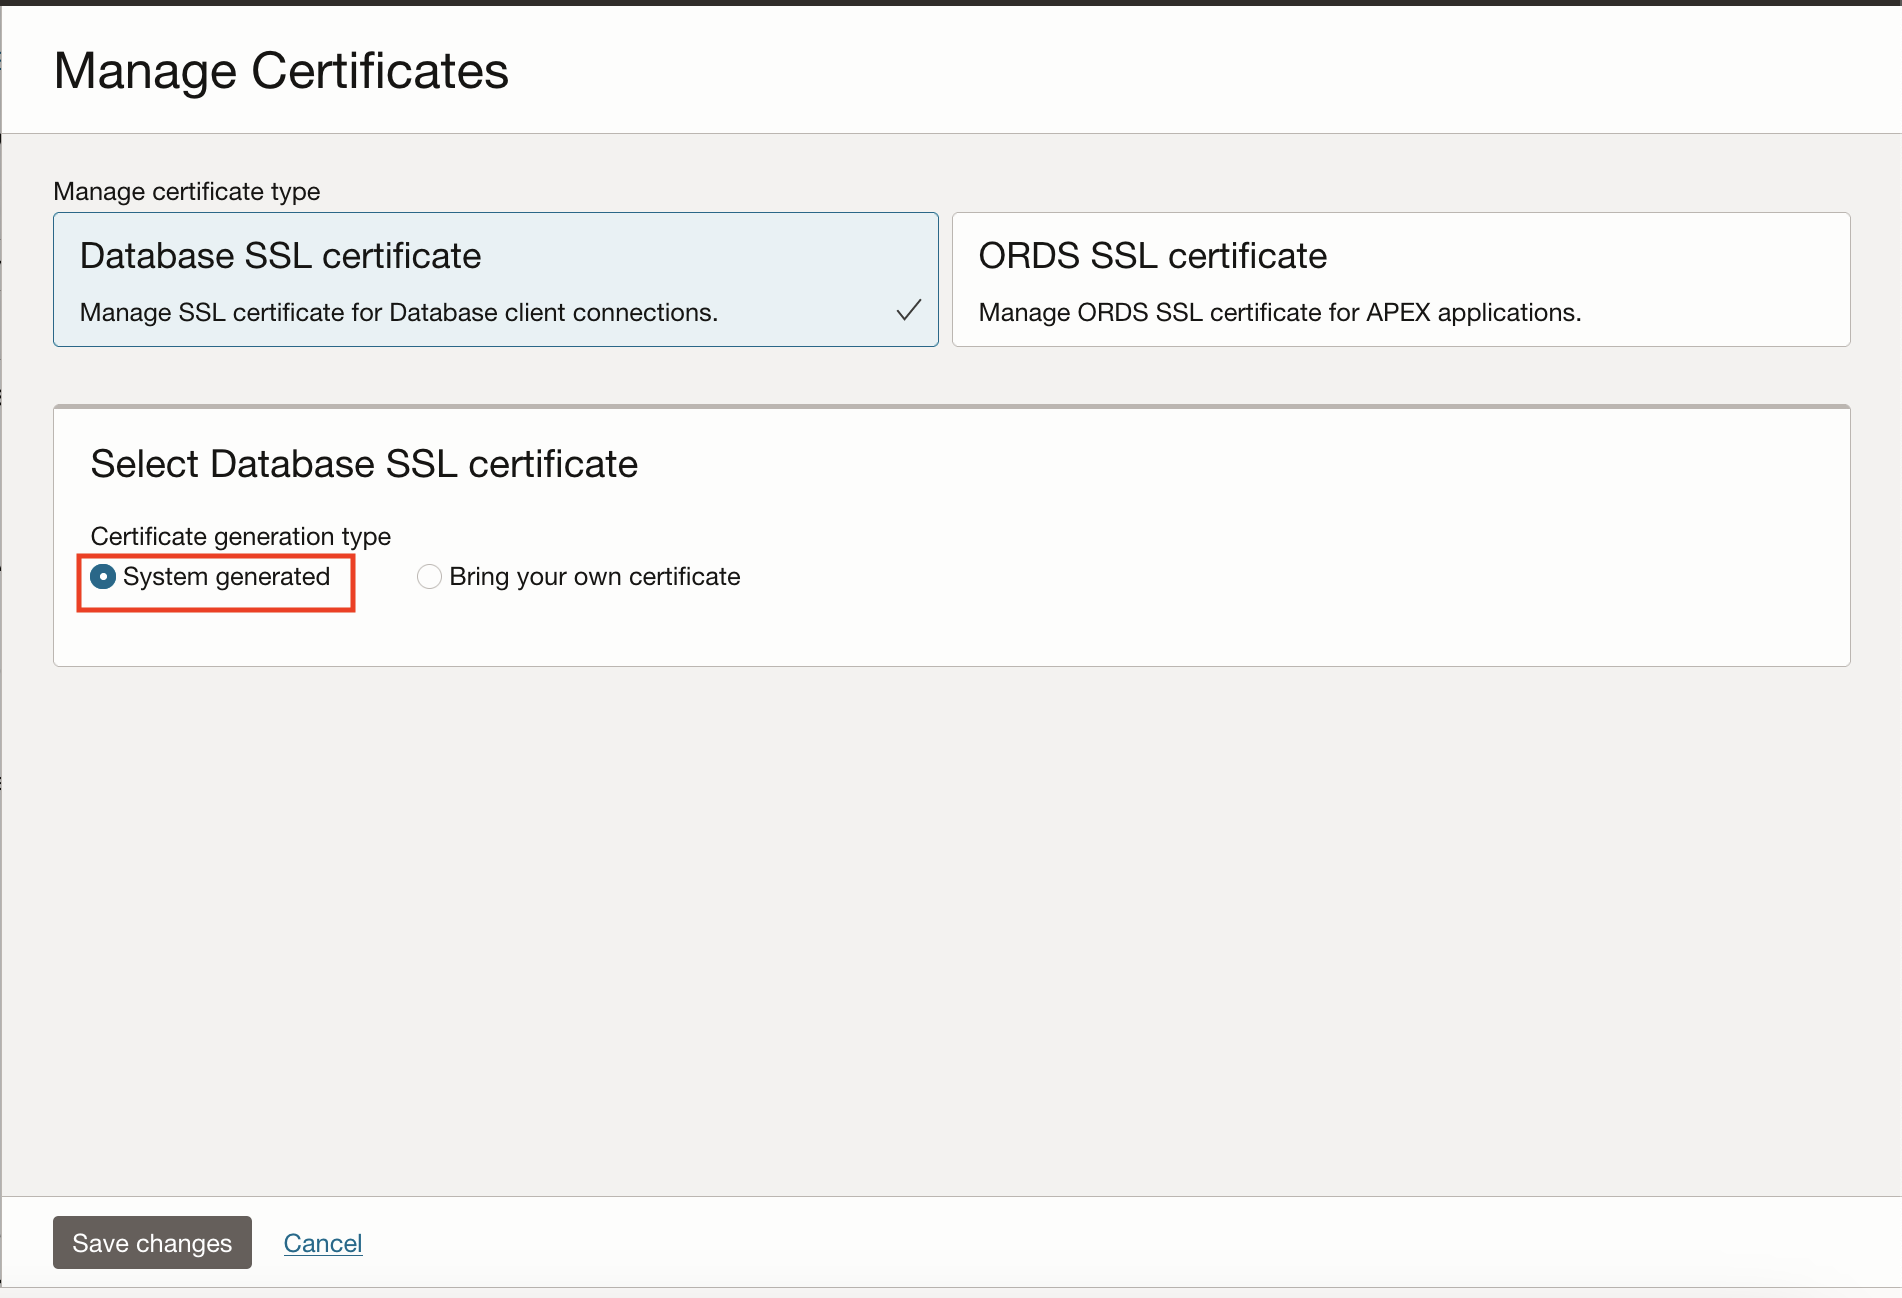 Manage Certificates
Manage certificate type
Database SSL certificate
Manage SSL certificate for Database client connections.
ORDS SSL certificate
Manage ORDS SSL certificate for APEX applications.
Select Database SSL certificate
Certificate generation type
System generated
Bring your own certificate
Save changes
Cancel